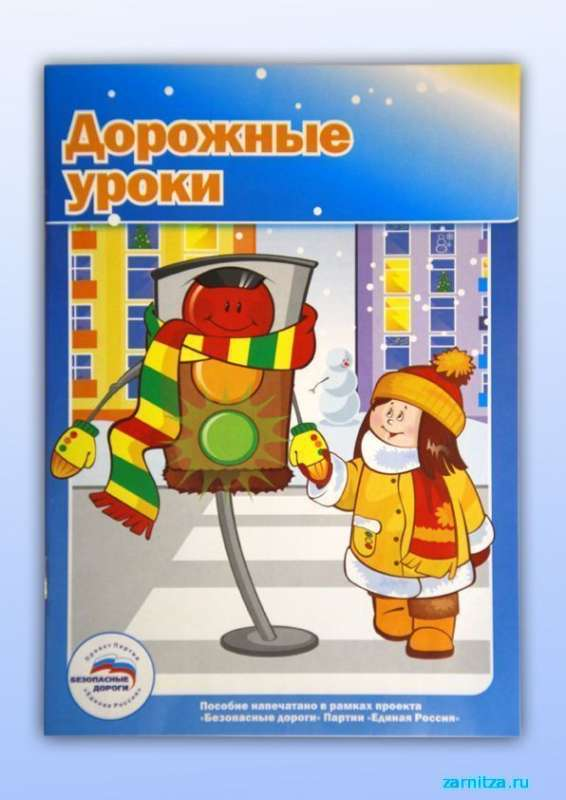 Дорожные
уроки
Проект Партии
БЕЗОПАСНЫЕ
ДОРОГИ
«Единая Россия»
Пособие напечатано в рамках проекта
«Безопасные дороги» Партии «Единая Россия»
zarnitza.ru